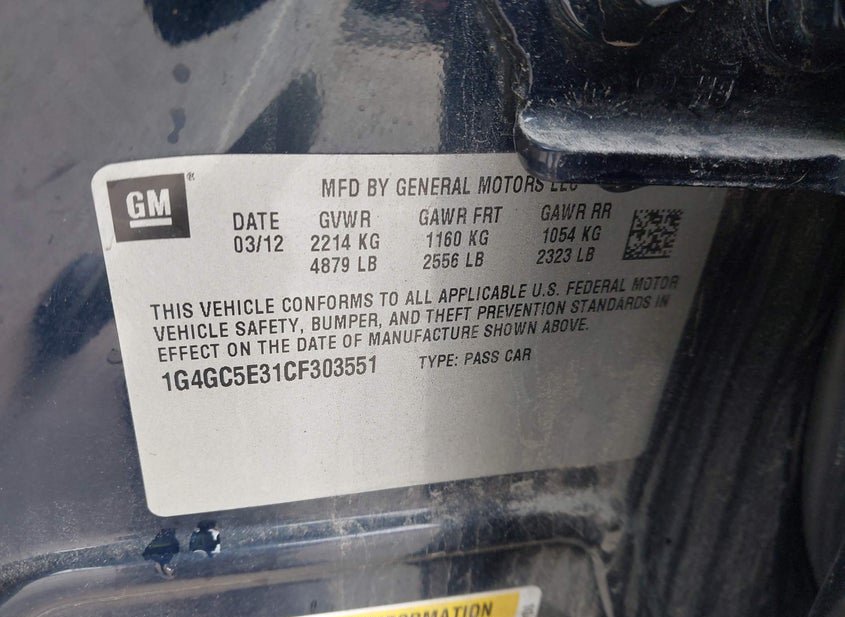 GM ®
MFD BY GENERAL MOTORS LLC
DATE GVWR GAWR FRT GAWR RR
03/12 2214 KG 1160 KG 1054 KG
4879 LB 2556 LB 2323 LB
THIS VEHICLE CONFORMS TO ALL APPLICABLE U.S. FEDERAL MOTOR
VEHICLE SAFETY, BUMPER, AND THEFT PREVENTION STANDARDS IN
EFFECT ON THE DATE OF MANUFACTURE SHOWN ABOVE.
1G4GC5E31CF303551 TYPE: PASS CAR